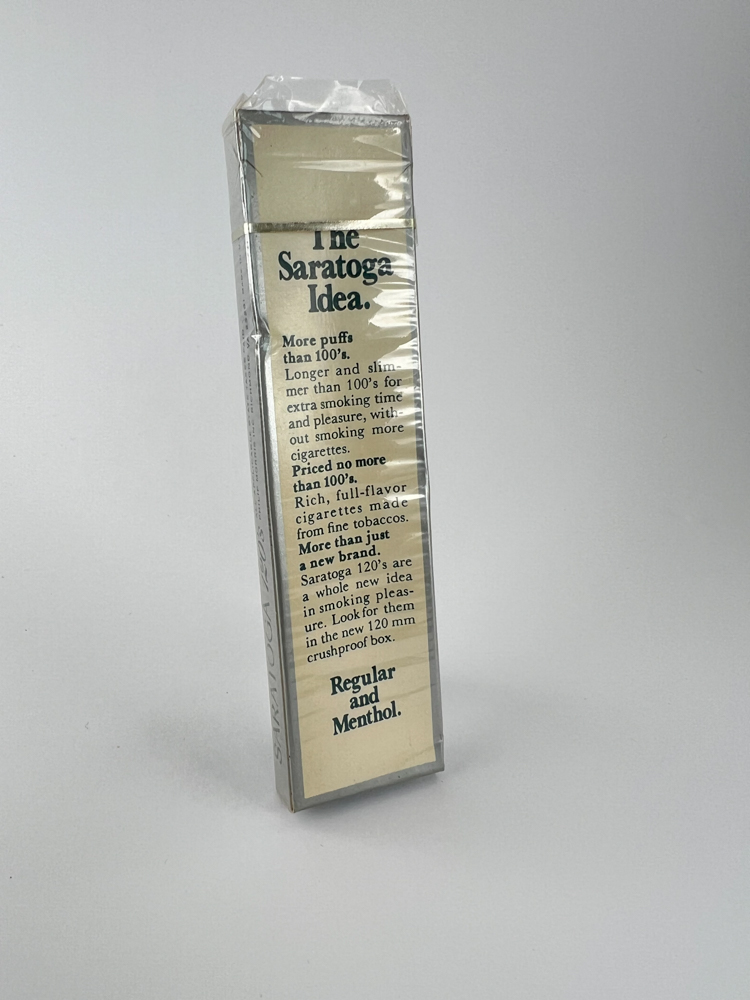 The
Saratoga
Idea.
More puffs
than 100's.
Longer and slim-
mer than 100's for
extra smoking time
and pleasure, with-
out smoking more
cigarettes.
Priced no more
than 100's.
Rich, full-flavor
cigarettes made
from fine tobaccos.
More than just
a new brand.
Saratoga 120's are
a whole new idea
in smoking pleas-
ure. Look for them
in the new 120 mm
crushproof box.
Regular
and
Menthol.
SARATOGA 120's